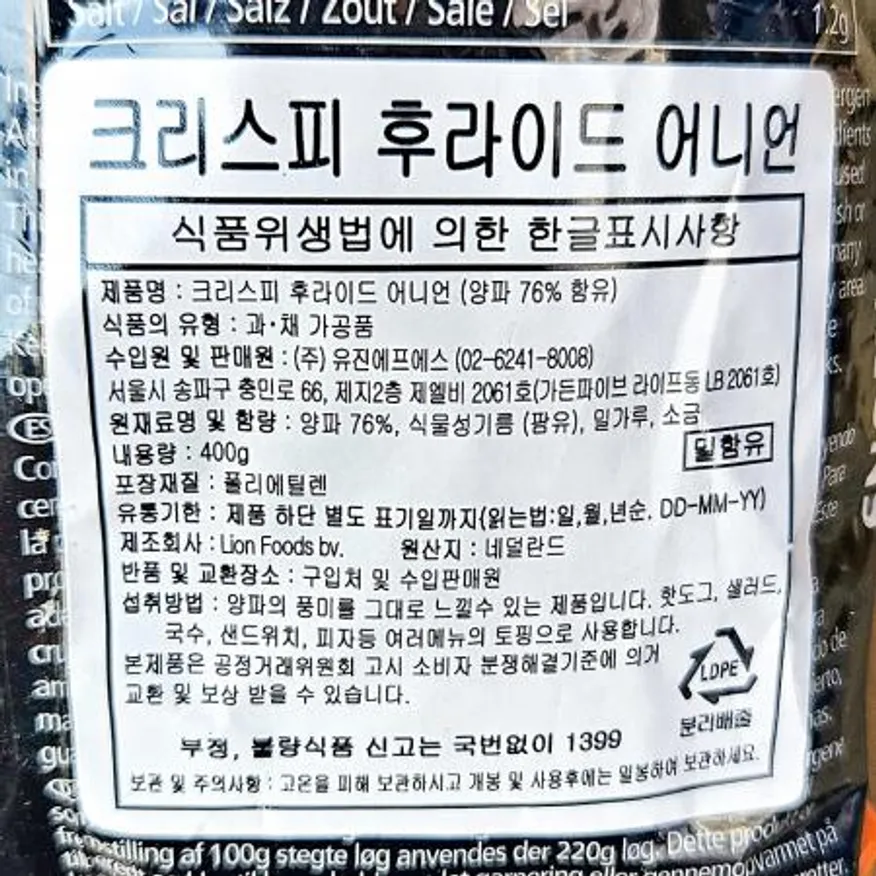 Salt / Sal / Salz / Zout / Sale / Sel 1,2g
크리스피 후라이드 어니언
식품위생법에 의한 한글표시사항
제품명 : 크리스피 후라이드 어니언 (양파 76% 함유)
식품의 유형 : 과·채 가공품
수입원 및 판매원 : (주) 유진에프에스 (02-6241-8008)
서울시 송파구 충민로 66, 제지2층 제엘비 2061호(가든파이브 라이프동 LB 2061호)
원재료명 및 함량 : 양파 76%, 식물성기름 (팜유), 밀가루, 소금
밀함유
내용량 : 400g
포장재질 : 폴리에틸렌
유통기한 : 제품 하단 별도 표기일까지(읽는법:일,월,년순. DD-MM-YY)
제조회사 : Lion Foods bv. 원산지 : 네덜란드
반품 및 교환장소 : 구입처 및 수입판매원
섭취방법 : 양파의 풍미를 그대로 느낄수 있는 제품입니다. 핫도그, 샐러드,
국수, 샌드위치, 피자등 여러메뉴의 토핑으로 사용합니다.
본제품은 공정거래위원회 고시 소비자 분쟁해결기준에 의거
교환 및 보상 받을 수 있습니다.
LDPE
분리배출
부정, 불량식품 신고는 국번없이 1399
보관 및 주의사항 : 고온을 피해 보관하시고 개봉 및 사용후에는 밀봉하여 보관하세요.
af 100g stegte løg anvendes der 220g løg. Dette